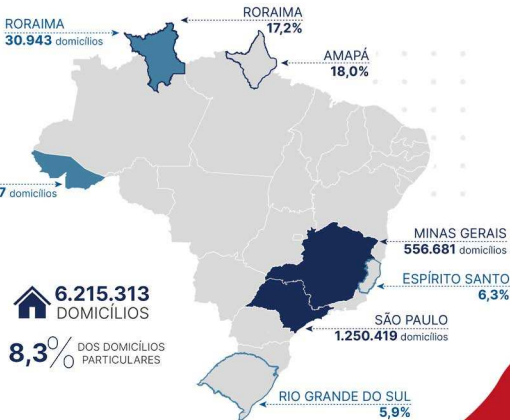 RORAIMA
17,2%
RORAIMA
30.943 domicílios
AMAPÁ
18,0%
7 domicílios
MINAS GERAIS
556.681 domicílios
ESPÍRITO SANTO
6,3%
6.215.313
DOMICÍLIOS
8,3% DOS DOMICÍLIOS
PARTICULARES
SÃO PAULO
1.250.419 domicílios
RIO GRANDE DO SUL
5,9%